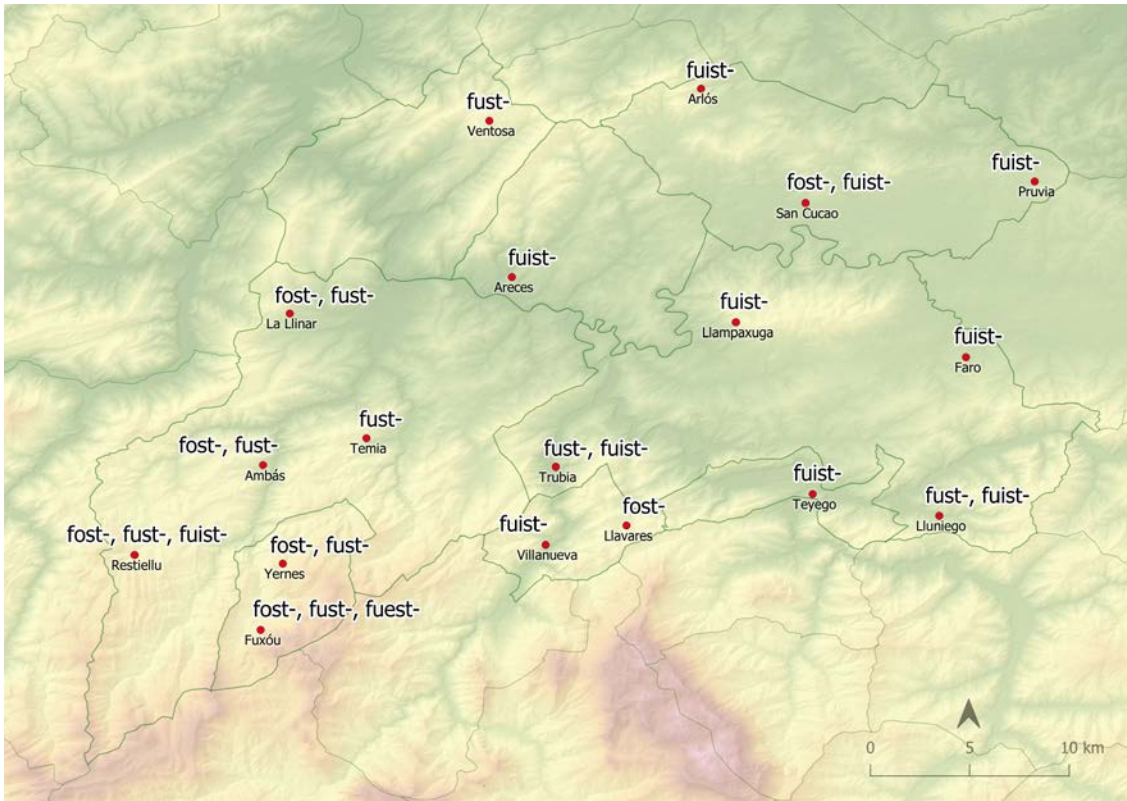 fuist-
Arlós
fust-
Ventosa
fuist-
Pruvia
fost-, fuist-
San Cucao
fuist-
Areces
fost-, fust-
La Llinar
fuist-
Llampaxuga
fuist-
Faro
fust-
Temia
fost-, fust-
Ambás
fust-, fuist-
Trubia
fuist-
Teyego
fust-, fuist-
Lluniego
fost-
Llavares
fuist-
Villanueva
fost-, fust-, fuist-
Restiellu
fost-, fust-
Yernes
fost-, fust-, fuest-
Fuxóu
0 5 10 km